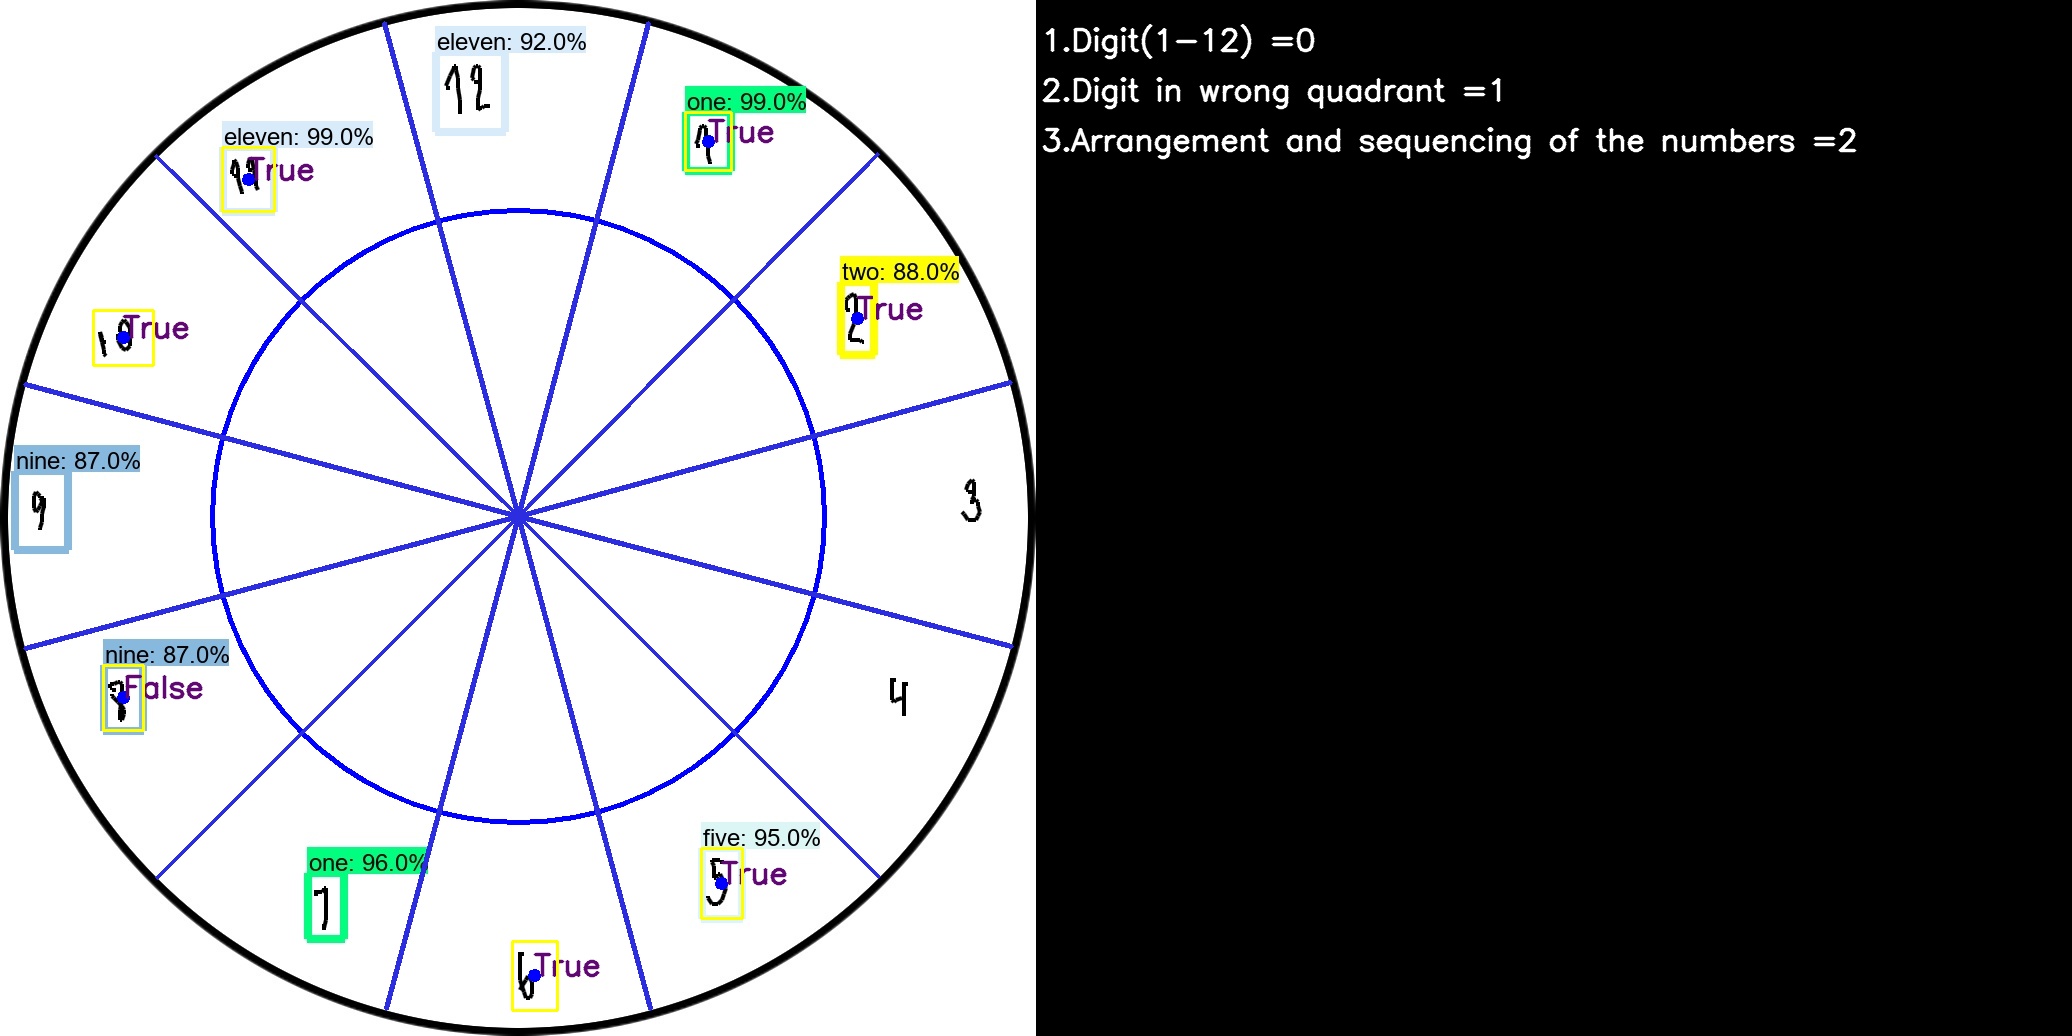 eleven: 92.0%
12
one: 99.0%
1 True
eleven: 99.0%
11 True
two: 88.0%
2 True
10 True
nine: 87.0%
9
3
nine: 87.0%
8 False
4
five: 95.0%
5 True
one: 96.0%
7
6 True
1.Digit(1-12) =0
2.Digit in wrong quadrant =1
3.Arrangement and sequencing of the numbers =2